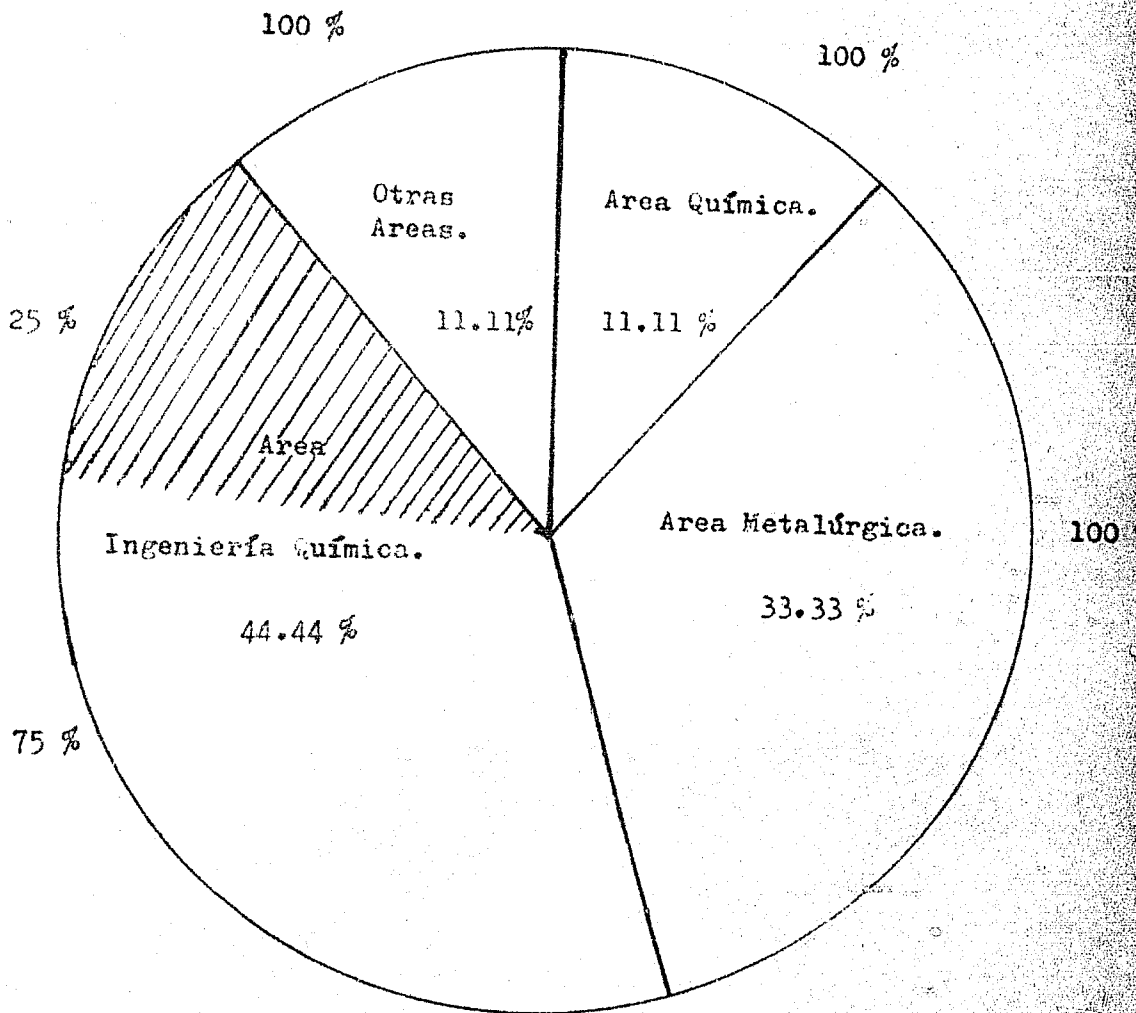 100 %
100 %
Otras
Areas.
Area Química.
25 %
11.11%
11.11 %
Area
Ingeniería Química.
Area Metalúrgica.
100
44.44 %
33.33 %
75 %